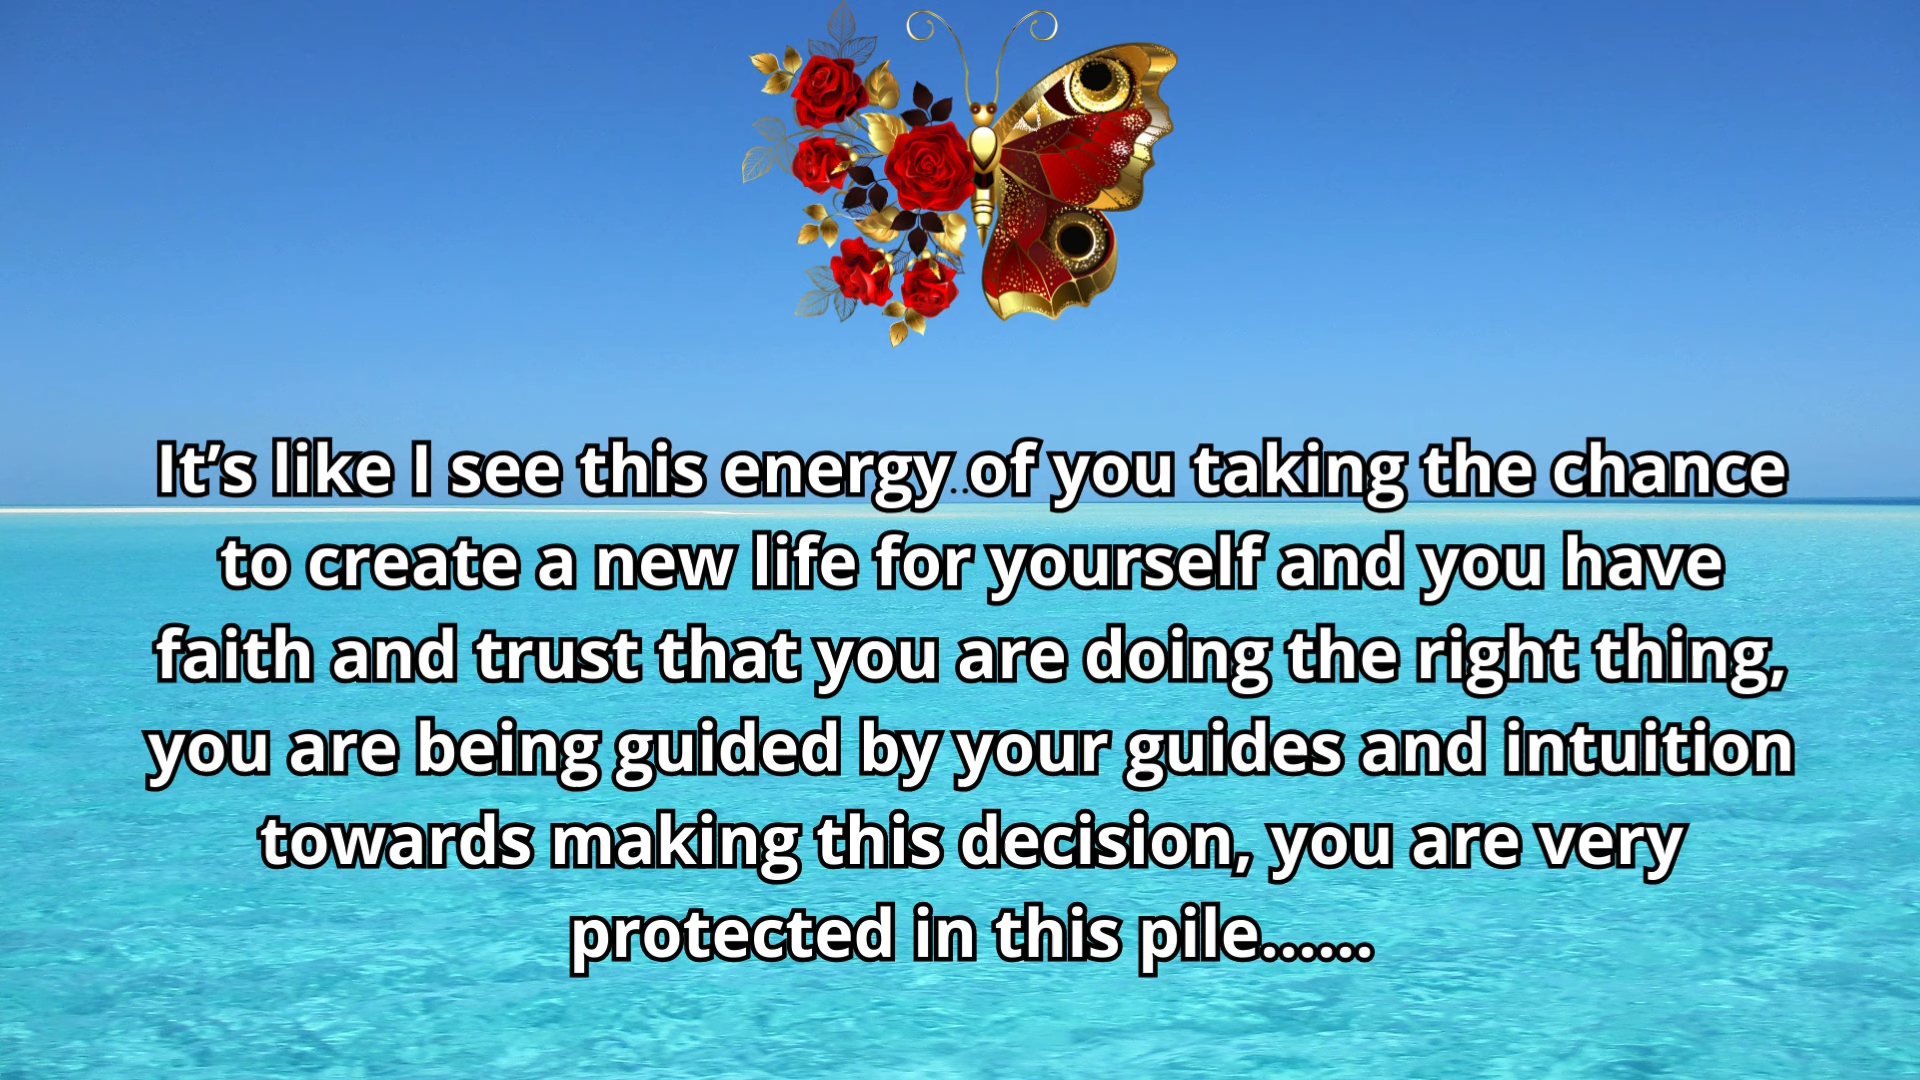 It’s like I see this energy..of you taking the chance
to create a new life for yourself and you have
faith and trust that you are doing the right thing,
you are being guided by your guides and intuition
towards making this decision, you are very
protected in this pile......